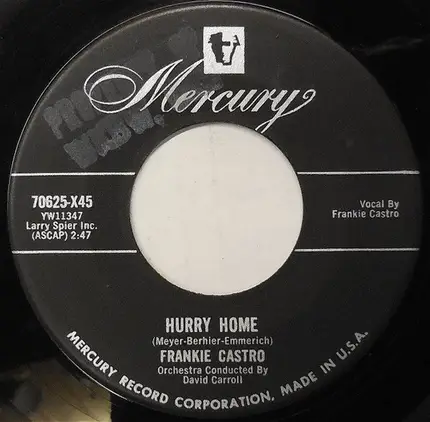 Mercury
70625-X45
YW11347
Larry Spier Inc.
(ASCAP) 2:47
Vocal By
Frankie Castro
HURRY HOME
(Meyer-Berhier-Emmerich)
FRANKIE CASTRO
Orchestra Conducted By
David Carroll
MERCURY RECORD CORPORATION, MADE IN U.S.A.